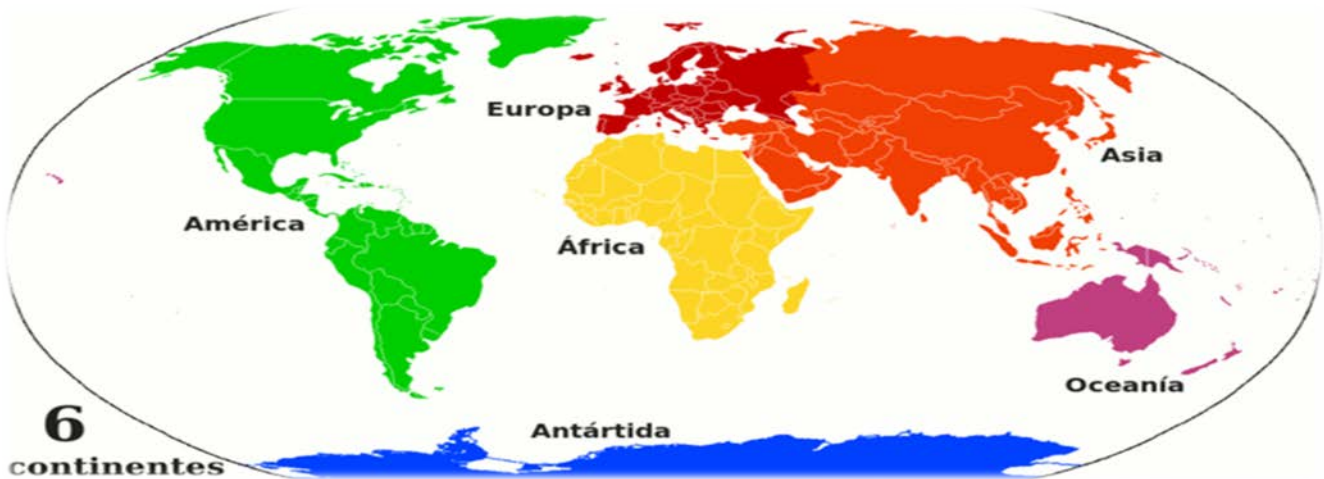 Europa
Asia
América
África
Oceanía
Antártida
6
continentes